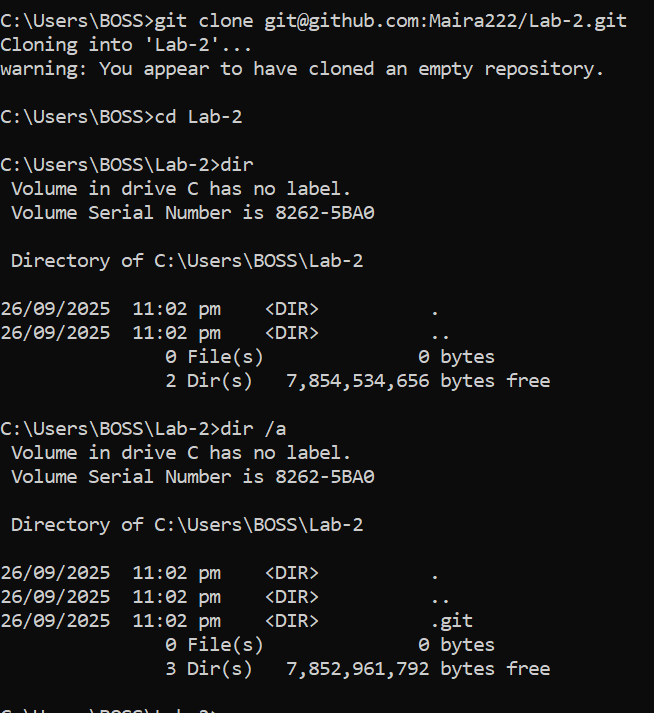 C:\Users\BOSS>git clone git@github.com:Maira222/Lab-2.git
Cloning into 'Lab-2'...
warning: You appear to have cloned an empty repository.
C:\Users\BOSS>cd Lab-2
C:\Users\BOSS\Lab-2>dir
 Volume in drive C has no label.
 Volume Serial Number is 8262-5BA0
 Directory of C:\Users\BOSS\Lab-2
26/09/2025  11:02 pm    <DIR>          .
26/09/2025  11:02 pm    <DIR>          ..
               0 File(s)              0 bytes
               2 Dir(s)   7,854,534,656 bytes free
C:\Users\BOSS\Lab-2>dir /a
 Volume in drive C has no label.
 Volume Serial Number is 8262-5BA0
 Directory of C:\Users\BOSS\Lab-2
26/09/2025  11:02 pm    <DIR>          .
26/09/2025  11:02 pm    <DIR>          ..
26/09/2025  11:02 pm    <DIR>          .git
               0 File(s)              0 bytes
               3 Dir(s)   7,852,961,792 bytes free
C:\Users\BOSS\Lab-2>